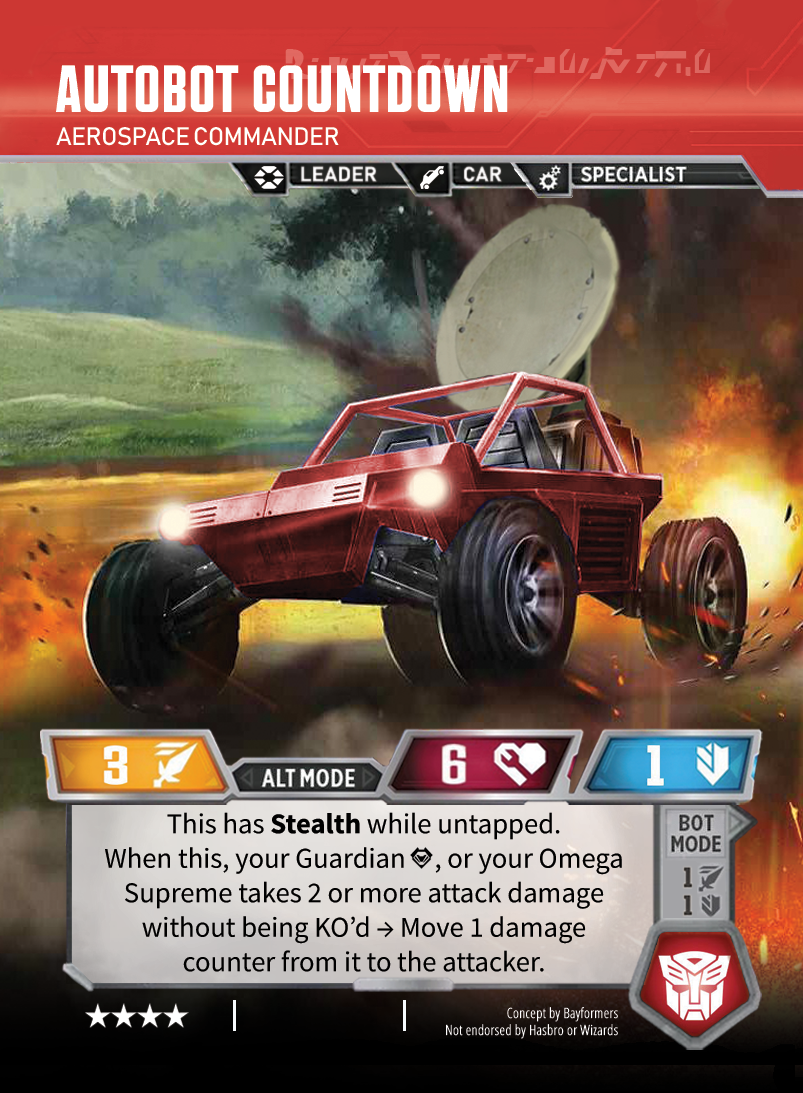 AUTOBOT COUNTDOWN
AEROSPACE COMMANDER
LEADER CAR SPECIALIST
3 ALT MODE 6 1
This has Stealth while untapped.
When this, your Guardian , or your Omega
Supreme takes 2 or more attack damage
without being KO’d → Move 1 damage
counter from it to the attacker.
BOT
MODE
1
1
★★★★
Concept by Bayformers
Not endorsed by Hasbro or Wizards